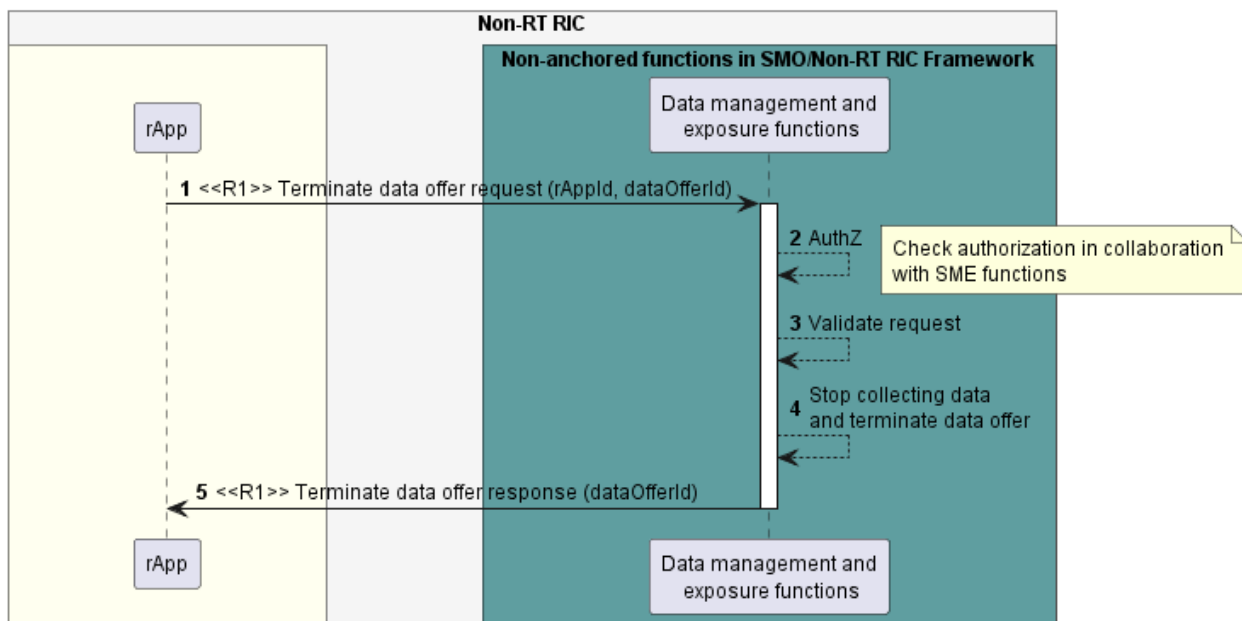 Non-RT RIC
Non-anchored functions in SMO/Non-RT RIC Framework
rApp
Data management and
exposure functions
1 <<R1>> Terminate data offer request (rAppId, dataOfferId)
2 AuthZ
Check authorization in collaboration
with SME functions
3 Validate request
4 Stop collecting data
and terminate data offer
5 <<R1>> Terminate data offer response (dataOfferId)
rApp
Data management and
exposure functions